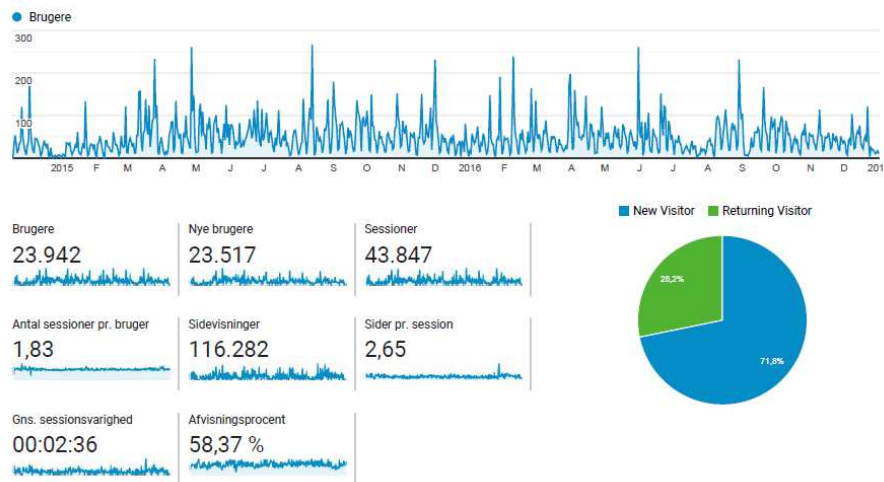 Brugere
300
200
100
2015 F M A M J J A S O N D 2016 F M A M J J A S O N D 201
Brugere
23.942
Nye brugere
23.517
Sessioner
43.847
Antal sessioner pr. bruger
1,83
Sidevisninger
116.282
Sider pr. session
2,65
Gns. sessionsvarighed
00:02:36
Afvisningsprocent
58,37 %
New Visitor Returning Visitor
28,2%
71,8%